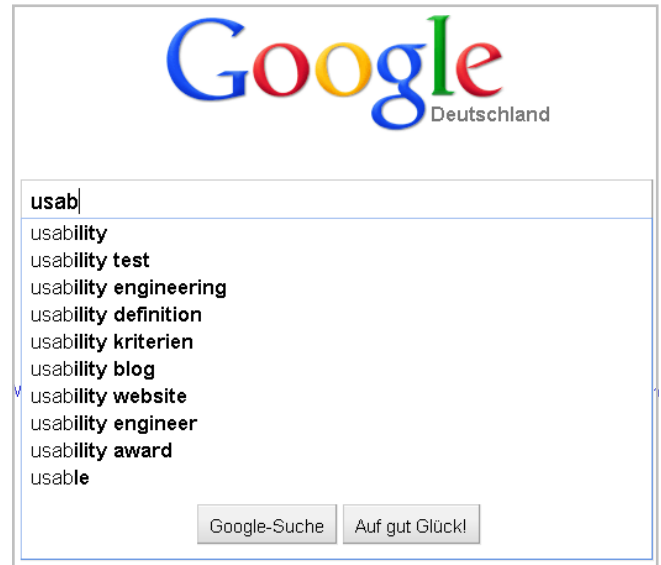 Google
Deutschland
usab
usability
usability test
usability engineering
usability definition
usability kriterien
usability blog
usability website
usability engineer
usability award
usable
Google-Suche Auf gut Glück!